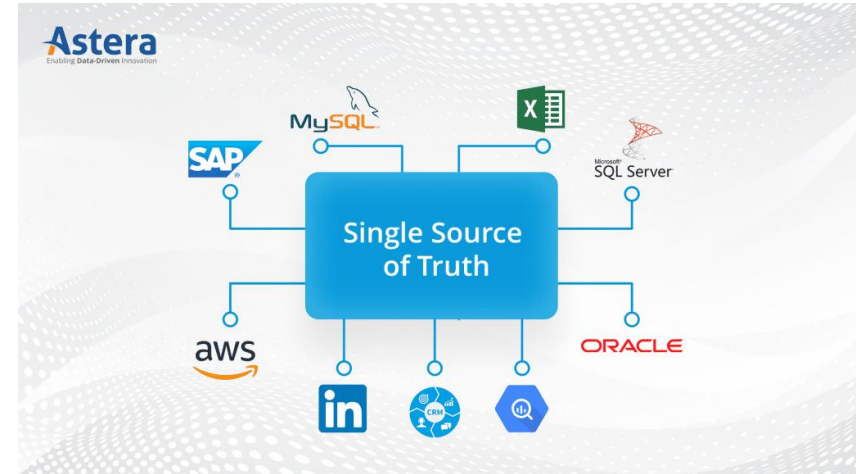 Astera
Enabling Data-Driven Innovation
MySQL
X
SAP
®
Microsoft®
SQL Server
Single Source
of Truth
aws
ORACLE
in
CRM